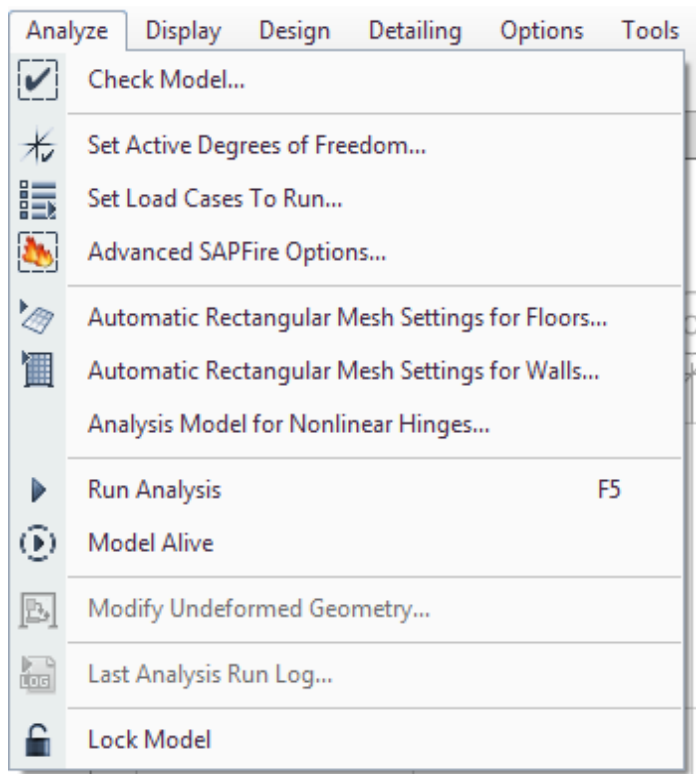 Analyze Display Design Detailing Options Tools
Check Model...
Set Active Degrees of Freedom...
Set Load Cases To Run...
Advanced SAPFire Options...
Automatic Rectangular Mesh Settings for Floors...
Automatic Rectangular Mesh Settings for Walls...
Analysis Model for Nonlinear Hinges...
Run Analysis F5
Model Alive
Modify Undeformed Geometry...
LOG Last Analysis Run Log...
Lock Model